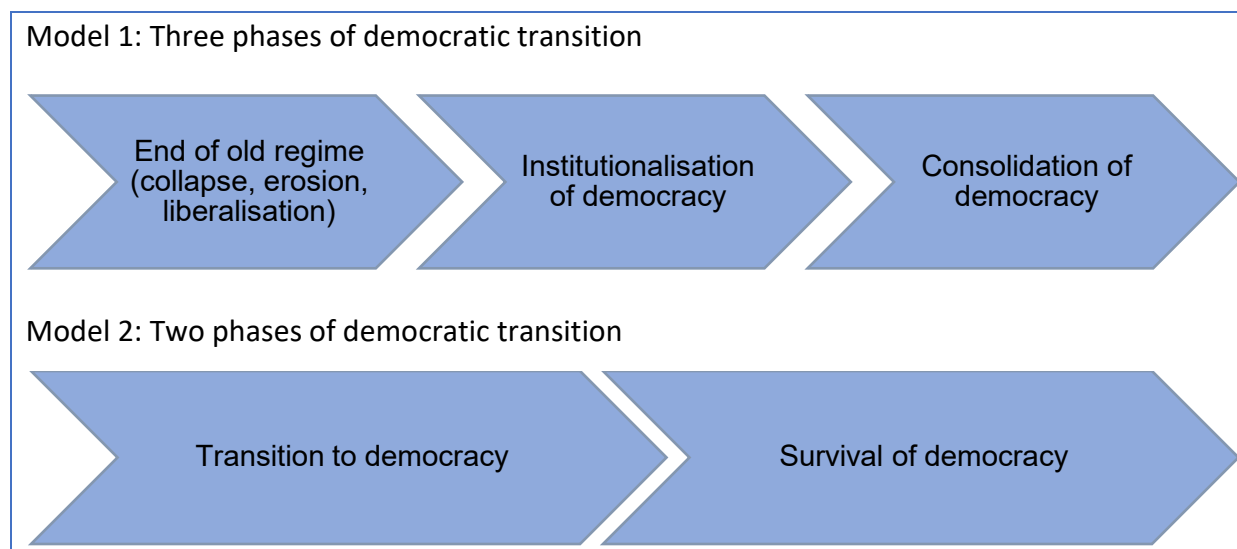 Model 1: Three phases of democratic transition
End of old regime
(collapse, erosion,
liberalisation)
Institutionalisation
of democracy
Consolidation of
democracy
Model 2: Two phases of democratic transition
Transition to democracy
Survival of democracy